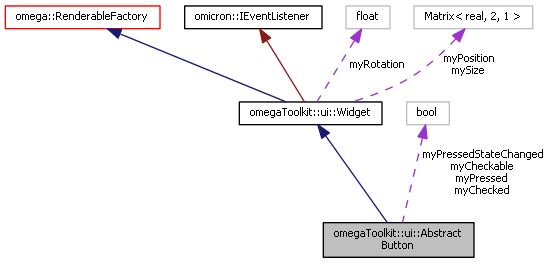 omega::RenderableFactory
omicron::IEventListener
float
Matrix< real, 2, 1 >
myRotation
myPosition
mySize
omegaToolkit::ui::Widget
bool
myPressedStateChanged
myCheckable
myPressed
myChecked
omegaToolkit::ui::Abstract
Button